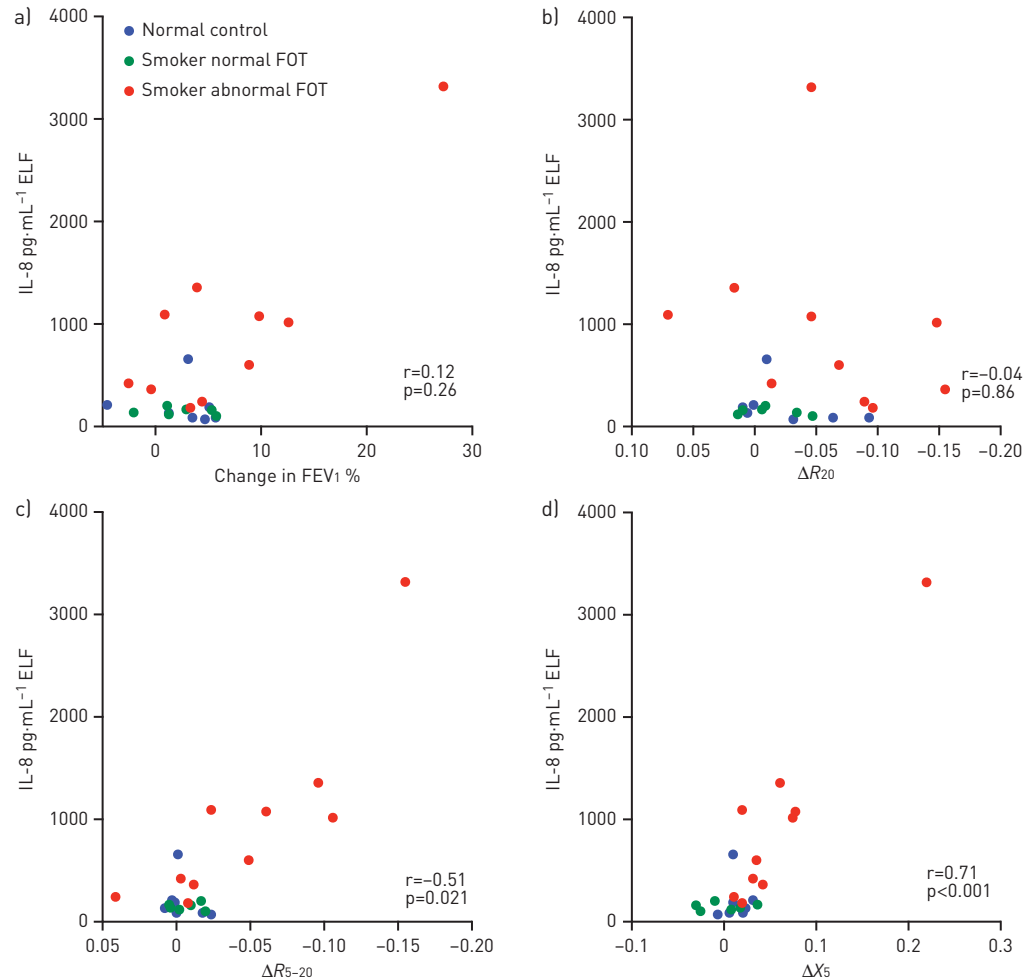 a)
Normal control
Smoker normal FOT
Smoker abnormal FOT
4000
3000
2000
1000
0
IL-8 pg·mL⁻¹ ELF
r=0.12
p=0.26
0
10
20
30
Change in FEV1 %
b)
4000
3000
2000
1000
0
IL-8 pg·mL⁻¹ ELF
r=−0.04
p=0.86
0.10
0.05
0
−0.05
−0.10
−0.15
−0.20
ΔR20
c)
4000
3000
2000
1000
0
IL-8 pg·mL⁻¹ ELF
r=−0.51
p=0.021
0.05
0
−0.05
−0.10
−0.15
−0.20
ΔR5–20
d)
4000
3000
2000
1000
0
IL-8 pg·mL⁻¹ ELF
r=0.71
p<0.001
−0.1
0
0.1
0.2
0.3
ΔX5